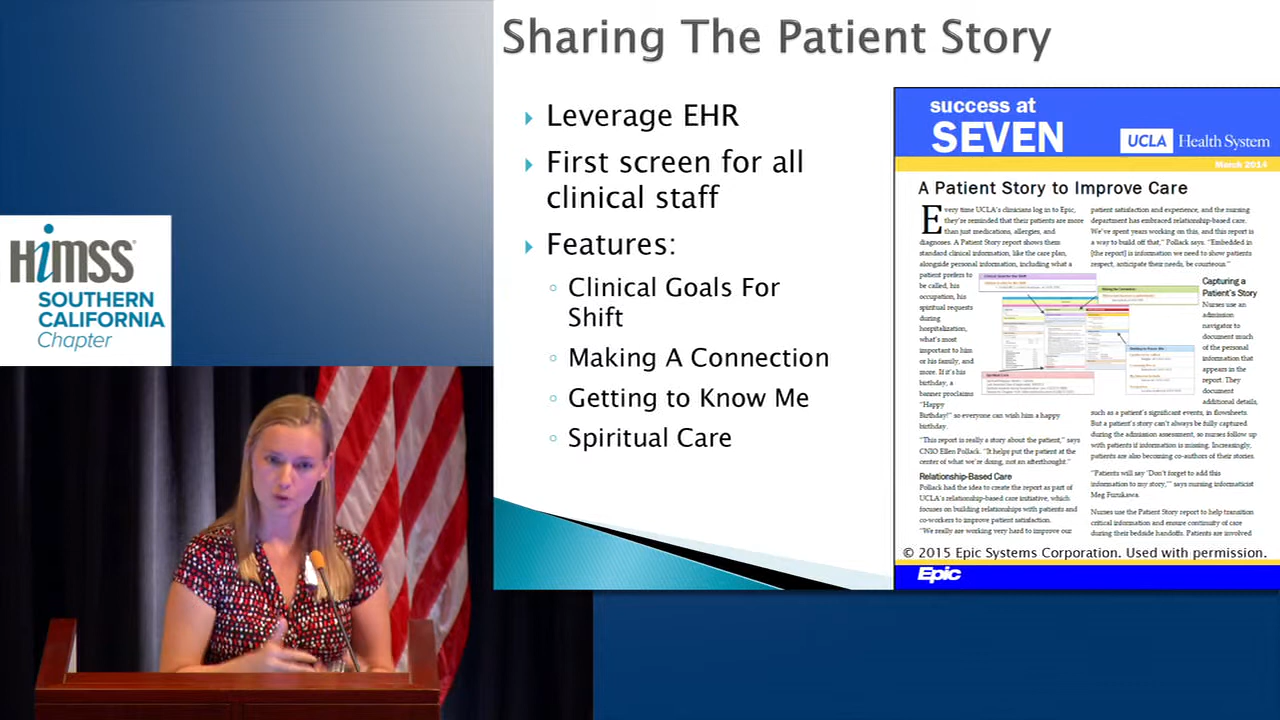 Sharing The Patient Story
Leverage EHR
First screen for all
clinical staff
Features:
Clinical Goals For
Shift
Making A Connection
Getting to Know Me
Spiritual Care
HiMSS
SOUTHERN
CALIFORNIA
Chapter
success at
SEVEN
UCLA Health System
March 2014
A Patient Story to Improve Care
Every time UCLA's clinicians log in to Epic,
they're reminded that their patients are more
than just medications, allergies, and
diagnoses. A Patient Story report shows them
standard clinical information, like the care plan,
alongside personal information, including what a
patient prefers to
be called, his
occupation, his
spiritual requests
during
hospitalization,
what's most
important to him
or his family, and
more. If it's his
birthday, a
banner proclaims
"Happy
Birthday!" so everyone can wish him a happy
birthday.
"This report is really a story about the patient," says
CNIO Ellen Pollack. "It helps put the patient at the
center of what we're doing, not an afterthought."
Relationship-Based Care
Pollack had the idea to create the report as part of
UCLA's relationship-based care initiative, which
focuses on building relationships with patients and
co-workers to improve patient satisfaction.
"We really are working very hard to improve our
patient satisfaction and experience, and the nursing
department has embraced relationship-based care.
We've spent years working on this, and this report is
a way to build off that," Pollack says. "Embedded in
[the report] is information we need to show patients
respect, anticipate their needs, be courteous."
Capturing a
Patient's Story
Nurses use an
admission
navigator to
document much
of the personal
information that
appears in the
report. They
document
additional details,
such as a patient's significant events, in flowsheets.
But a patient's story can't always be fully captured
during the admission assessment, so nurses follow up
with patients if information is missing. Increasingly,
patients are also becoming co-authors of their stories.
"Patients will say 'Don't forget to add this
information to my story,'" says nursing informaticist
Meg Furukawa.
Nurses use the Patient Story report to help transition
critical information and ensure continuity of care
during their bedside handoffs. Patients are involved
© 2015 Epic Systems Corporation. Used with permission.
Epic